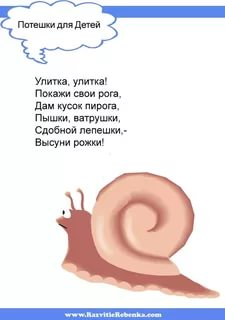 Потешки для Детей
Улитка, улитка!
Покажи свои рога,
Дам кусок пирога,
Пышки, ватрушки,
Сдобной лепешки,-
Высуни рожки!
www.RazvitieRebenka.com